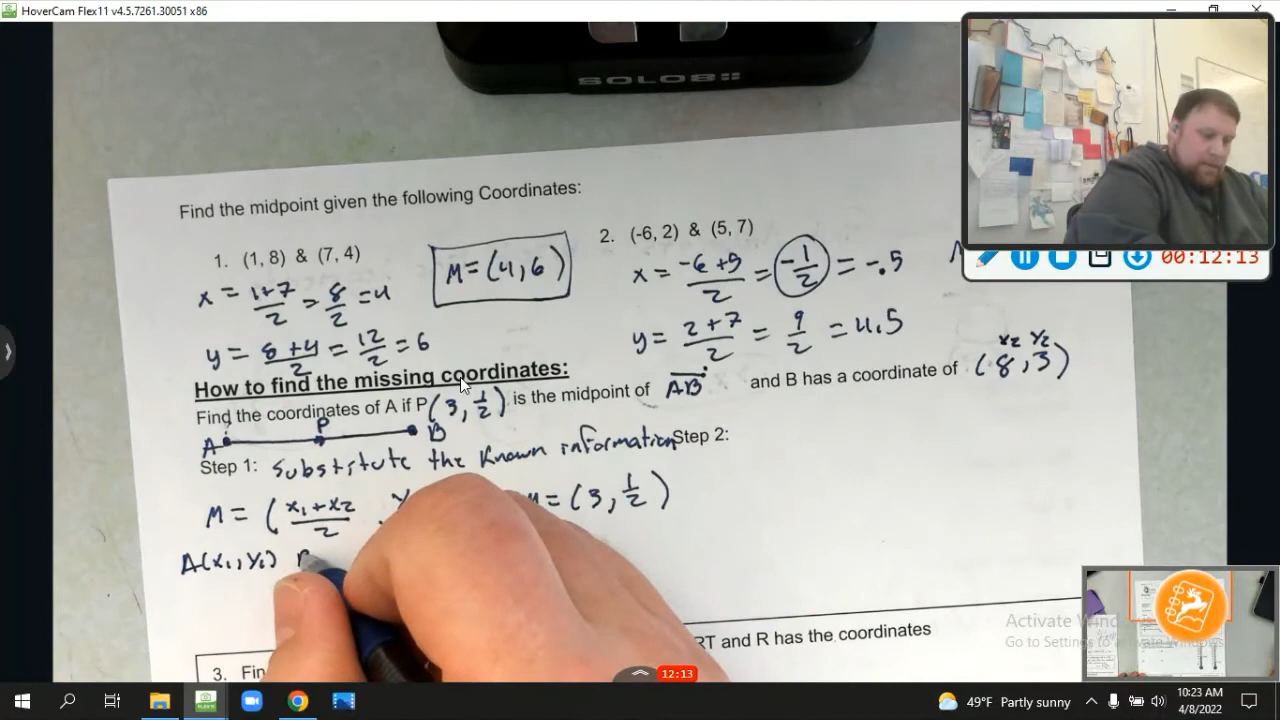 HoverCam Flex11 v4.5.7261.30051 x86
SOLO8
00:12:13
Find the midpoint given the following Coordinates:
1. (1, 8) & (7, 4)
M = (4, 6)
x = 1+7/2 = 8/2 = 4
y = 8+4/2 = 12/2 = 6
2. (-6, 2) & (5, 7)
x = -6+5/2 = -1/2 = -.5
y = 2+7/2 = 9/2 = 4.5
How to find the missing coordinates:
x2 y2
Find the coordinates of A if P(3, 1/2) is the midpoint of AB and B has a coordinate of (8, 3)
A P B
Step 1: Substitute the known information
Step 2:
M = (x1+x2/2, y
= (3, 1/2)
A(x1, y1)
3.
RT and R has the coordinates
Activate
Go to Settings to activate Windows
12:13
49°F Partly sunny
10:23 AM
4/8/2022